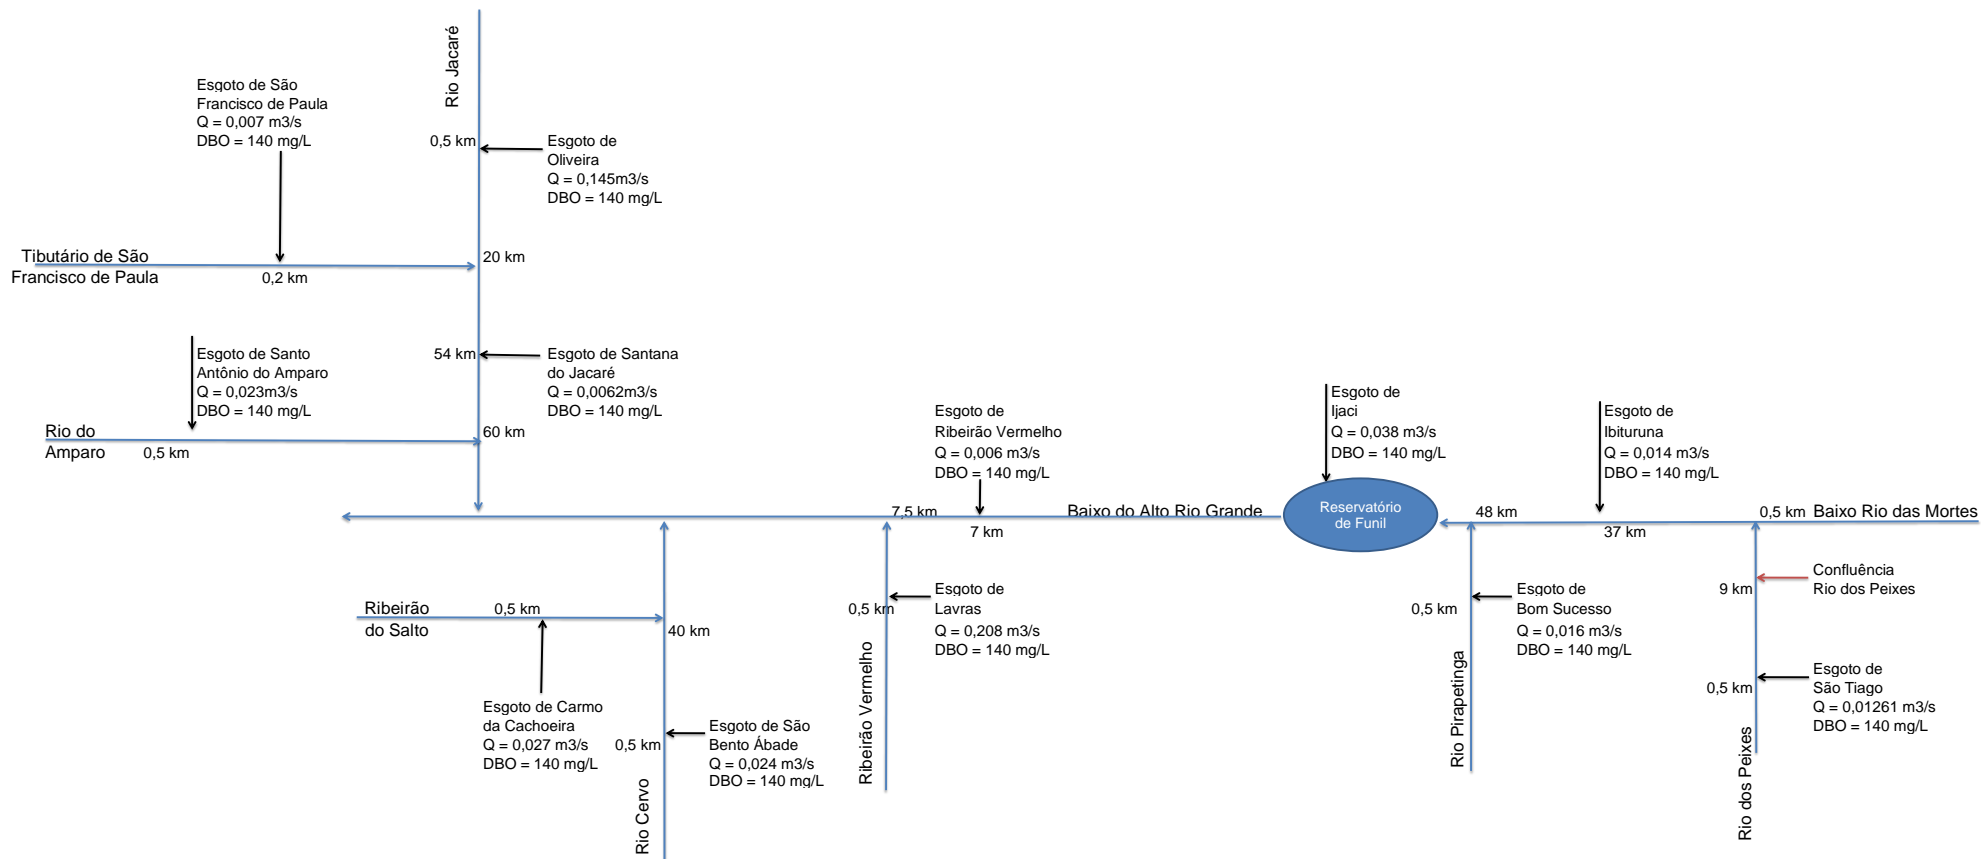 Rio Jacaré
Esgoto de São
Francisco de Paula
Q = 0,007 m3/s
DBO = 140 mg/L
0,5 km
Esgoto de
Oliveira
Q = 0,145m3/s
DBO = 140 mg/L
Tibutário de São
Francisco de Paula
0,2 km
20 km
Esgoto de Santo
Antônio do Amparo
Q = 0,023m3/s
DBO = 140 mg/L
54 km
Esgoto de Santana
do Jacaré
Q = 0,0062m3/s
DBO = 140 mg/L
Rio do
Amparo
0,5 km
60 km
Esgoto de
Ribeirão Vermelho
Q = 0,006 m3/s
DBO = 140 mg/L
Esgoto de
Ijaci
Q = 0,038 m3/s
DBO = 140 mg/L
Esgoto de
Ibituruna
Q = 0,014 m3/s
DBO = 140 mg/L
7,5 km
7 km
Baixo do Alto Rio Grande
Reservatório
de Funil
48 km
37 km
0,5 km
Baixo Rio das Mortes
Ribeirão
do Salto
0,5 km
40 km
0,5 km
Esgoto de
Lavras
Q = 0,208 m3/s
DBO = 140 mg/L
0,5 km
Esgoto de
Bom Sucesso
Q = 0,016 m3/s
DBO = 140 mg/L
9 km
Confluência
Rio dos Peixes
Esgoto de Carmo
da Cachoeira
Q = 0,027 m3/s
DBO = 140 mg/L
0,5 km
Esgoto de São
Bento Ábade
Q = 0,024 m3/s
DBO = 140 mg/L
0,5 km
Esgoto de
São Tiago
Q = 0,01261 m3/s
DBO = 140 mg/L
Rio Cervo
Ribeirão Vermelho
Rio Pirapetinga
Rio dos Peixes